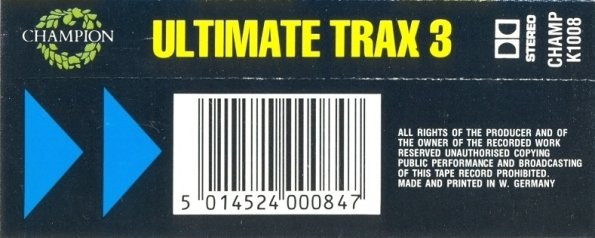 CHAMPION
ULTIMATE TRAX 3
STEREO
CHAMP
K1008
5 014524 000847
ALL RIGHTS OF THE PRODUCER AND OF
THE OWNER OF THE RECORDED WORK
RESERVED UNAUTHORISED COPYING
PUBLIC PERFORMANCE AND BROADCASTING
OF THIS TAPE RECORD PROHIBITED.
MADE AND PRINTED IN W. GERMANY